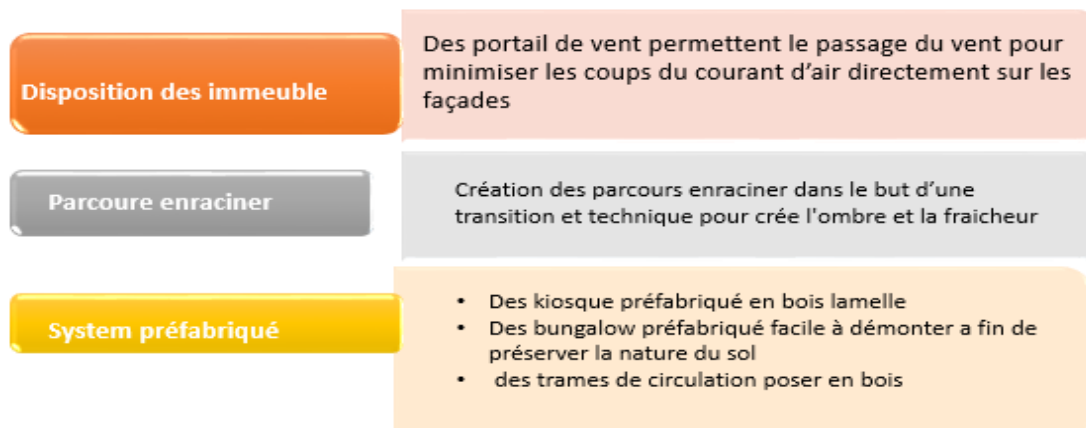 Disposition des immeuble
Des portail de vent permettent le passage du vent pour
minimiser les coups du courant d'air directement sur les
façades
Parcoure enraciner
Création des parcours enraciner dans le but d'une
transition et technique pour crée l'ombre et la fraicheur
System préfabriqué
• Des kiosque préfabriqué en bois lamelle
• Des bungalow préfabriqué facile à démonter a fin de
préserver la nature du sol
• des trames de circulation poser en bois